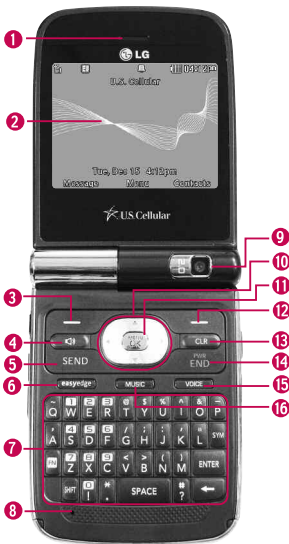 1
LG
U.S. Cellular
2
Tue, Dec 15 4:12pm
Message Menu Contacts
U.S. Cellular
9
10
11
3
12
MENU
OK
4
CLR
13
5
SEND
PWR
END
14
6
easyedge
MUSIC
VOICE
15
16
Q W E R T Y U I O P
7
A S D F G H J K L SYM
FN Z X C V B N M ENTER
SHIFT SPACE
8